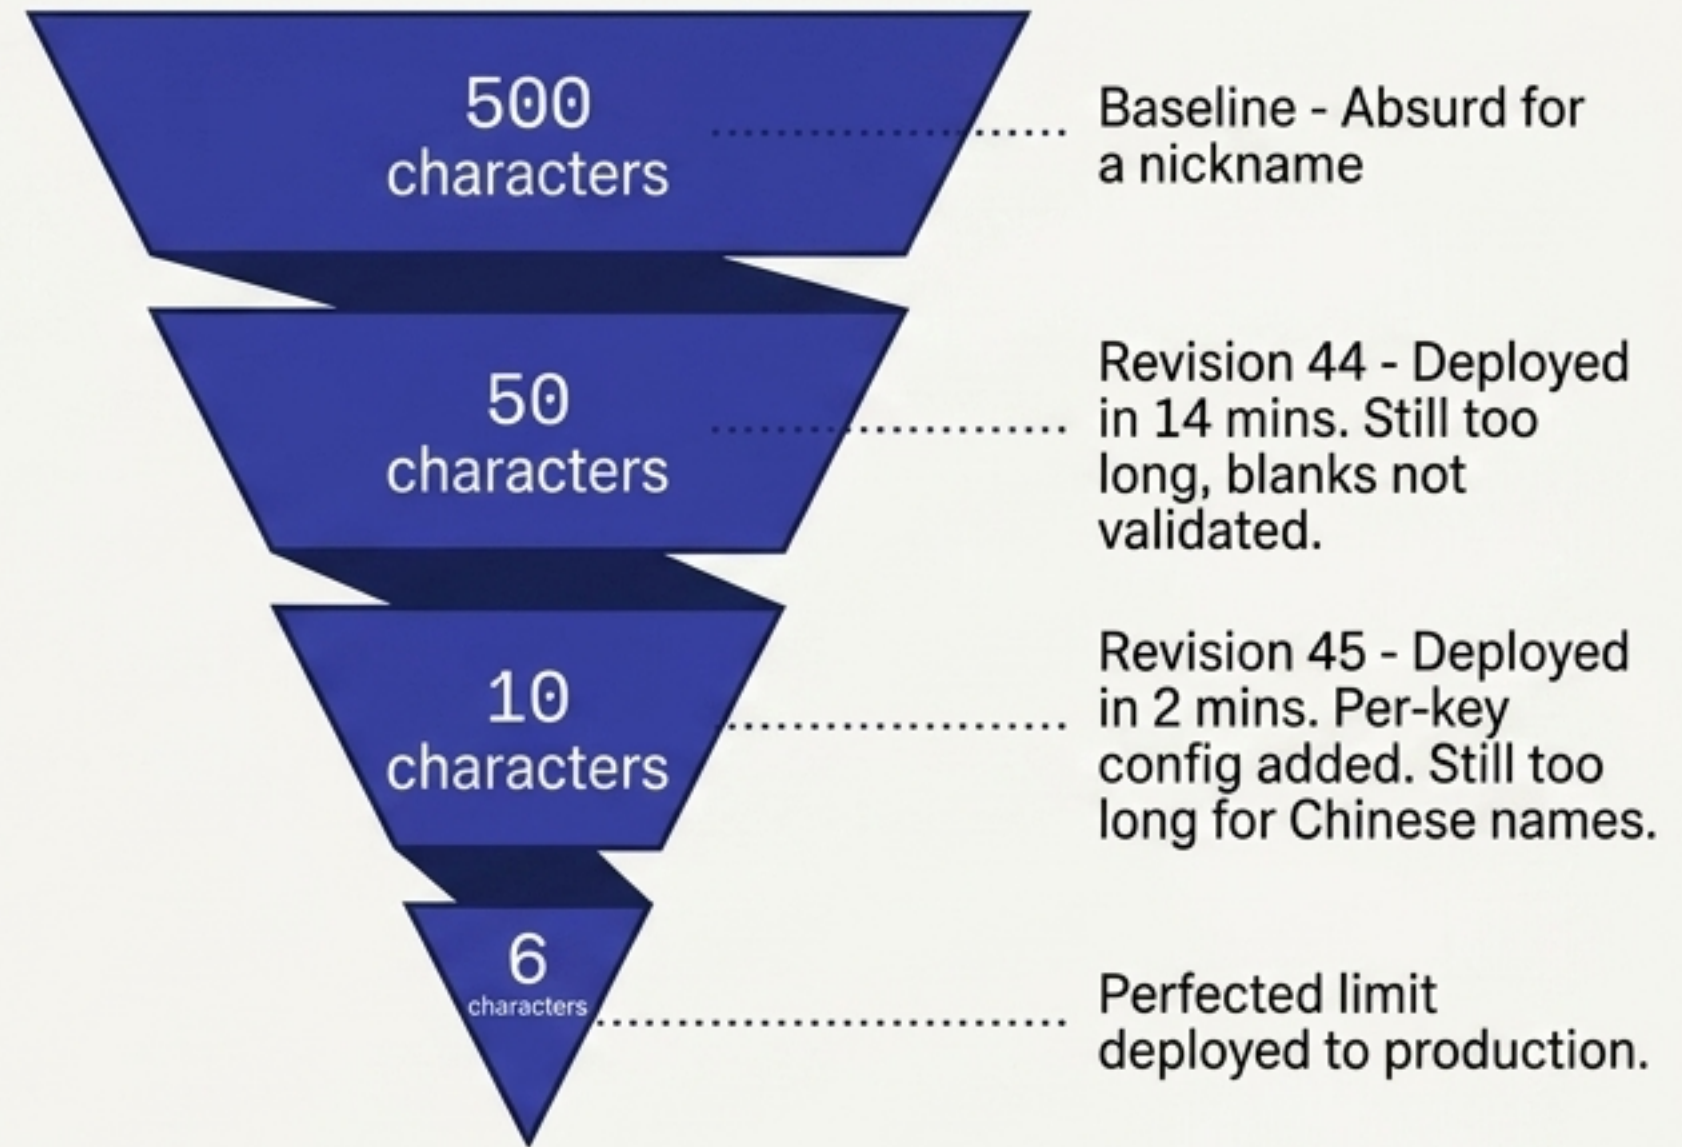 500
characters
Baseline - Absurd for
a nickname
50
characters
Revision 44 - Deployed
in 14 mins. Still too
long, blanks not
validated.
10
characters
Revision 45 - Deployed
in 2 mins. Per-key
config added. Still too
long for Chinese names.
6
characters
Perfected limit
deployed to production.